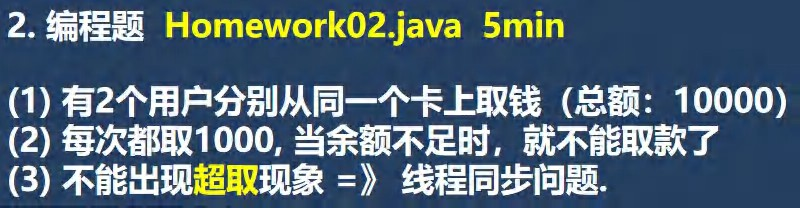 2. 编程题 Homework02.java 5min
(1) 有2个用户分别从同一个卡上取钱（总额：10000）
(2) 每次都取1000, 当余额不足时，就不能取款了
(3) 不能出现超取现象 =》 线程同步问题.